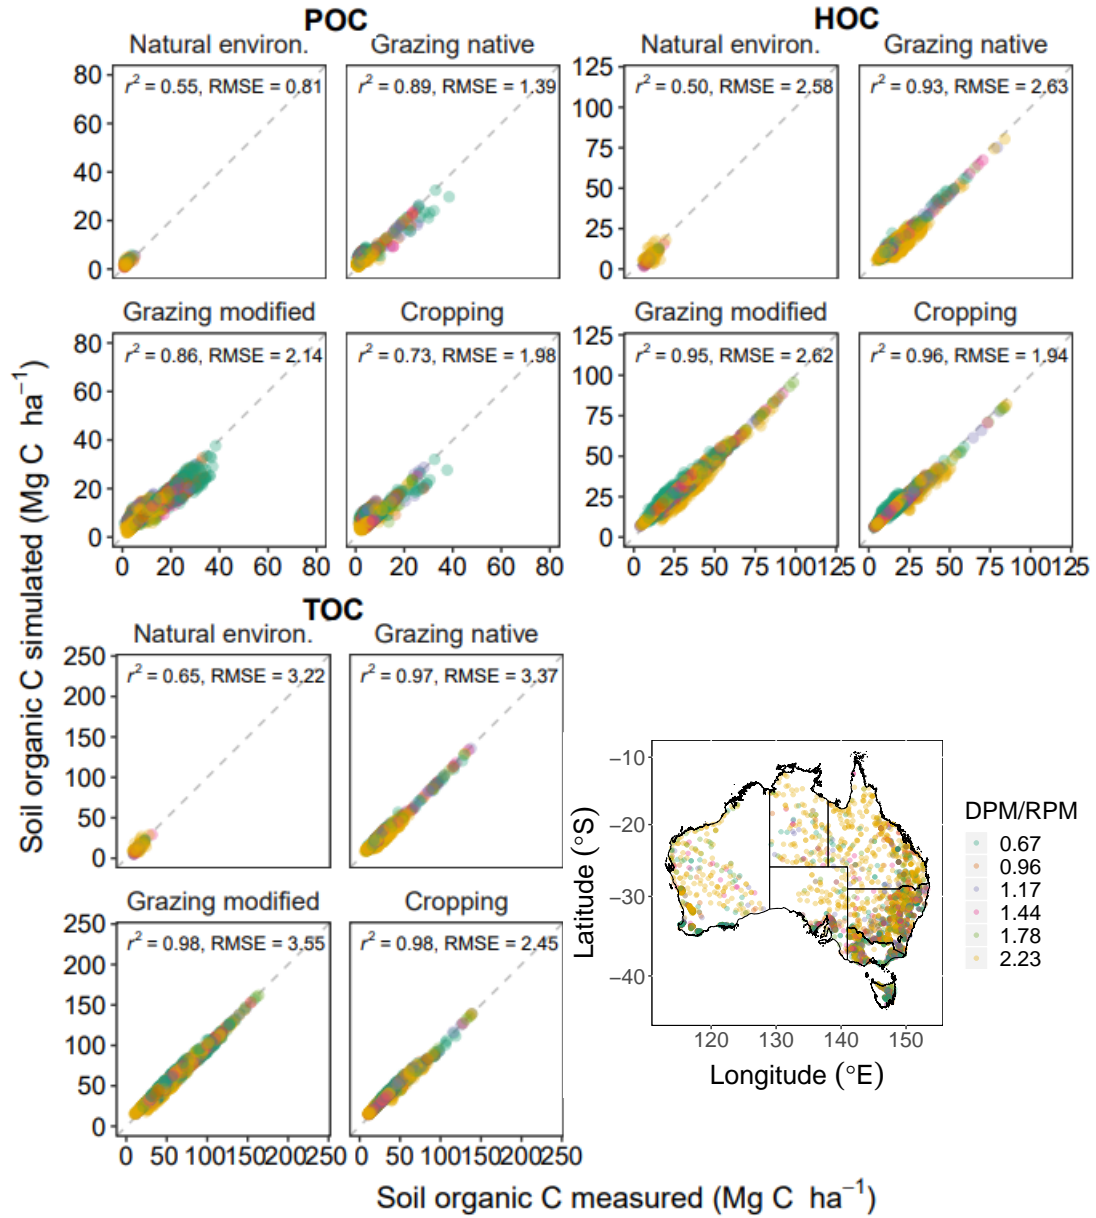 POC
HOC
Natural environ.
Grazing native
Natural environ.
Grazing native
r² = 0.55, RMSE = 0.81
r² = 0.89, RMSE = 1.39
r² = 0.50, RMSE = 2.58
r² = 0.93, RMSE = 2.63
80
60
40
20
0
125
100
75
50
25
0
Grazing modified
Cropping
Grazing modified
Cropping
r² = 0.86, RMSE = 2.14
r² = 0.73, RMSE = 1.98
r² = 0.95, RMSE = 2.62
r² = 0.96, RMSE = 1.94
80
60
40
20
0
125
100
75
50
25
0
0 20 40 60 80
0 20 40 60 80
0 25 50 75 100125
0 25 50 75 100125
Soil organic C simulated (Mg C ha⁻¹)
TOC
Natural environ.
Grazing native
r² = 0.65, RMSE = 3.22
r² = 0.97, RMSE = 3.37
250
200
150
100
50
0
Grazing modified
Cropping
r² = 0.98, RMSE = 3.55
r² = 0.98, RMSE = 2.45
250
200
150
100
50
0
0 50 100150200250
0 50 100150200250
Soil organic C measured (Mg C ha⁻¹)
−10
−20
−30
−40
Latitude (°S)
120 130 140 150
Longitude (°E)
DPM/RPM
0.67
0.96
1.17
1.44
1.78
2.23